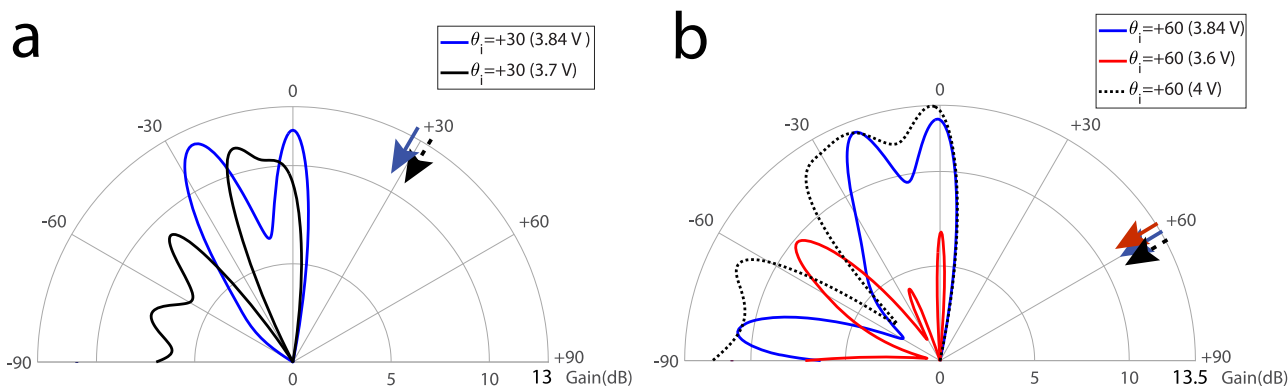 a
θi=+30 (3.84 V )
θi=+30 (3.7 V)
0
-30
+30
-60
+60
-90
+90
0 5 10 13 Gain(dB)
b
θi=+60 (3.84 V)
θi=+60 (3.6 V)
θi=+60 (4 V)
0
-30
+30
-60
+60
-90
+90
0 5 10 13.5 Gain(dB)